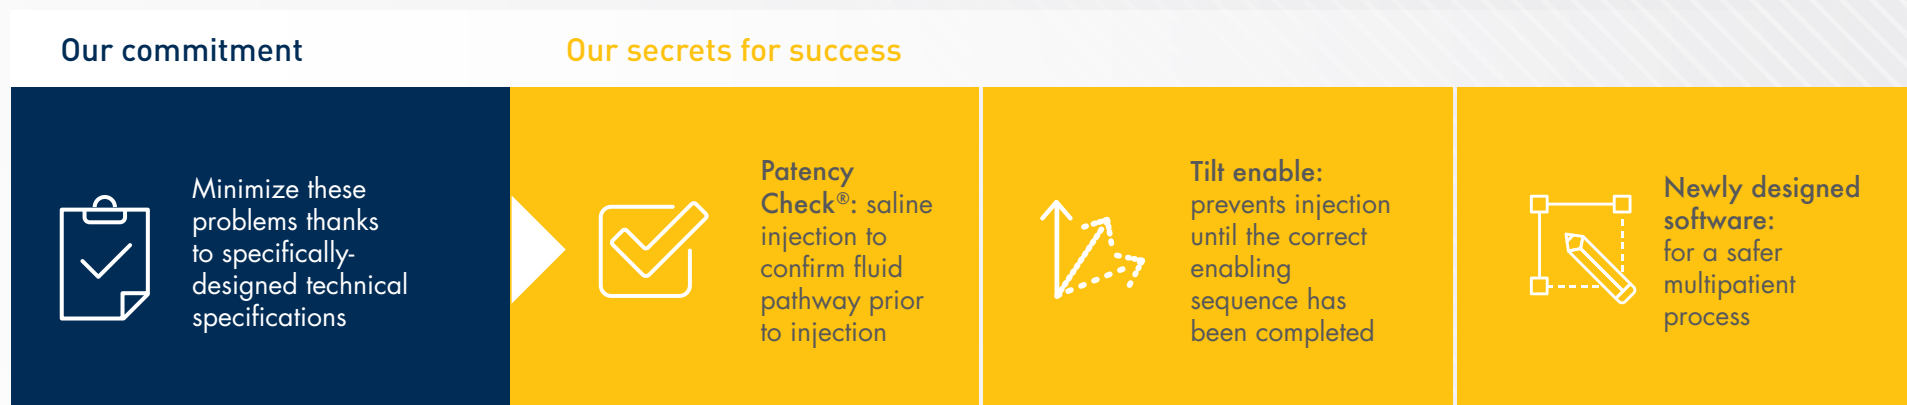 Our commitment
Our secrets for success
Minimize these
problems thanks
to specifically-
designed technical
specifications
Patency
Check®: saline
injection to
confirm fluid
pathway prior
to injection
Tilt enable:
prevents injection
until the correct
enabling
sequence has
been completed
Newly designed
software:
for a safer
multipatient
process